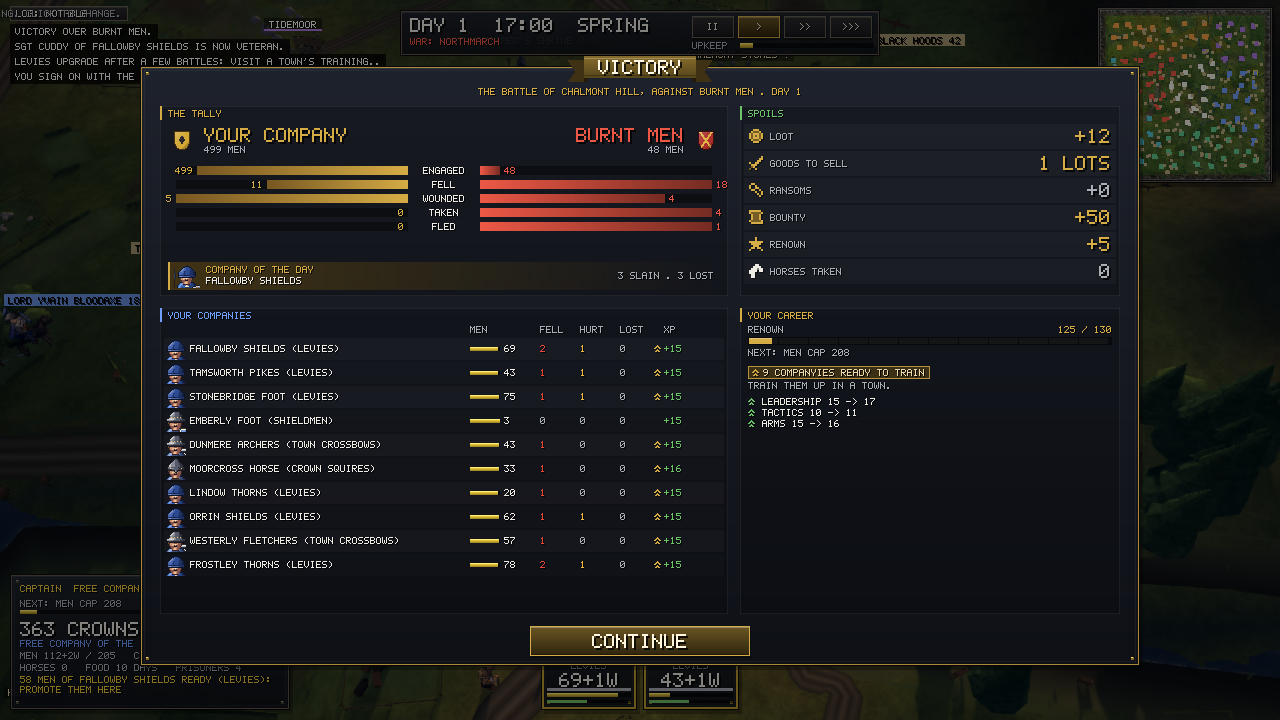 VICTORY OVER BURNT MEN.
SGT CUDDY OF FALLOWBY SHIELDS IS NOW VETERAN.
LEVIES UPGRADE AFTER A FEW BATTLES: VISIT A TOWN'S TRAINING..
YOU SIGN ON WITH THE
TIDEMOOR
DAY 1 17:00 SPRING
WAR: NORTHMARCH
II > >> >>>
UPKEEP
BLACK HOODS 42
VICTORY
THE BATTLE OF CHALMONT HILL, AGAINST BURNT MEN . DAY 1
THE TALLY
YOUR COMPANY
499 MEN
BURNT MEN
48 MEN
499 ENGAGED 48
11 FELL 18
5 WOUNDED 4
0 TAKEN 4
0 FLED 1
COMPANY OF THE DAY
FALLOWBY SHIELDS
3 SLAIN . 3 LOST
SPOILS
LOOT +12
GOODS TO SELL 1 LOTS
RANSOMS +0
BOUNTY +50
RENOWN +5
HORSES TAKEN 0
LORD YVAIN BLOODAXE 18
YOUR COMPANIES
MEN FELL HURT LOST XP
FALLOWBY SHIELDS (LEVIES) 69 2 1 0 +15
TAMSWORTH PIKES (LEVIES) 43 1 1 0 +15
STONEBRIDGE FOOT (LEVIES) 75 1 1 0 +15
EMBERLY FOOT (SHIELDMEN) 3 0 0 0 +15
DUNMERE ARCHERS (TOWN CROSSBOWS) 43 1 0 0 +15
MOORCROSS HORSE (CROWN SQUIRES) 33 1 0 0 +16
LINDOW THORNS (LEVIES) 20 1 0 0 +15
ORRIN SHIELDS (LEVIES) 62 1 1 0 +15
WESTERLY FLETCHERS (TOWN CROSSBOWS) 57 1 0 0 +15
FROSTLEY THORNS (LEVIES) 78 2 1 0 +15
YOUR CAREER
RENOWN 125 / 130
NEXT: MEN CAP 208
9 COMPANYIES READY TO TRAIN
TRAIN THEM UP IN A TOWN.
LEADERSHIP 15 -> 17
TACTICS 10 -> 11
ARMS 15 -> 16
CONTINUE
CAPTAIN FREE COMPAN
NEXT: MEN CAP 208
363 CROWNS
FREE COMPANY OF THE
MEN 112+2W / 205 C
HORSES 0 FOOD 10 DAYS PRISONERS 4
58 MEN OF FALLOWBY SHIELDS READY (LEVIES):
PROMOTE THEM HERE
LEVIES
69+1W
LEVIES
43+1W